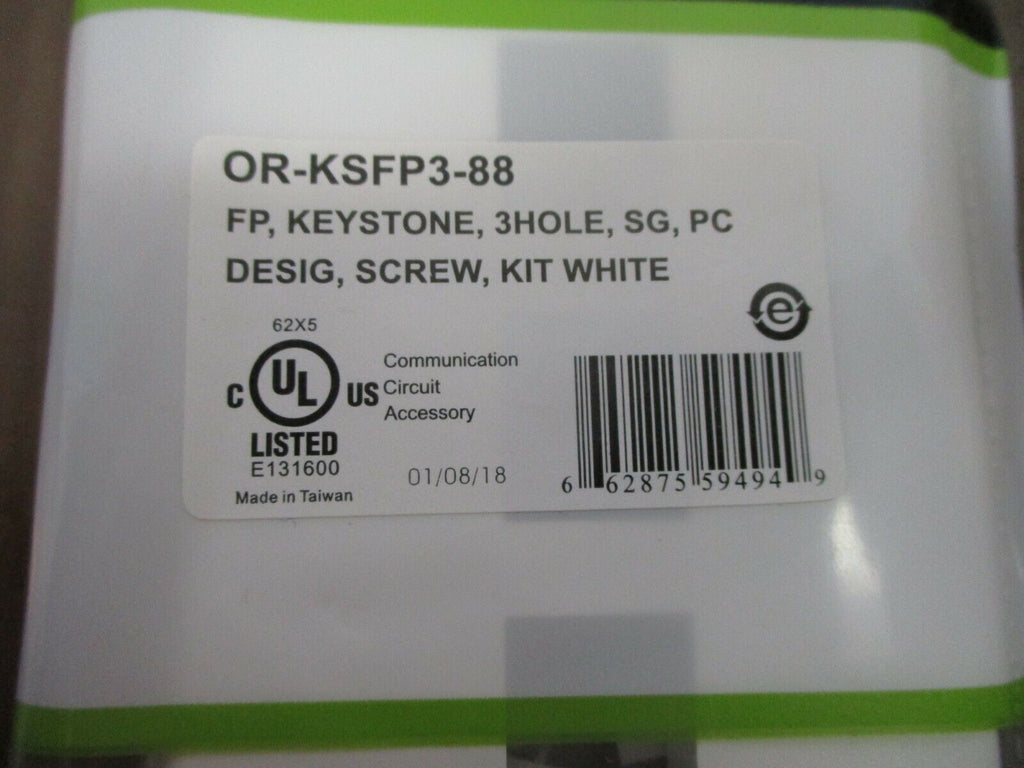 OR-KSFP3-88
FP, KEYSTONE, 3HOLE, SG, PC
DESIG, SCREW, KIT WHITE
e
62X5
C UL US
LISTED
E131600
Made in Taiwan
Communication
Circuit
Accessory
01/08/18
6 62875 59494 9